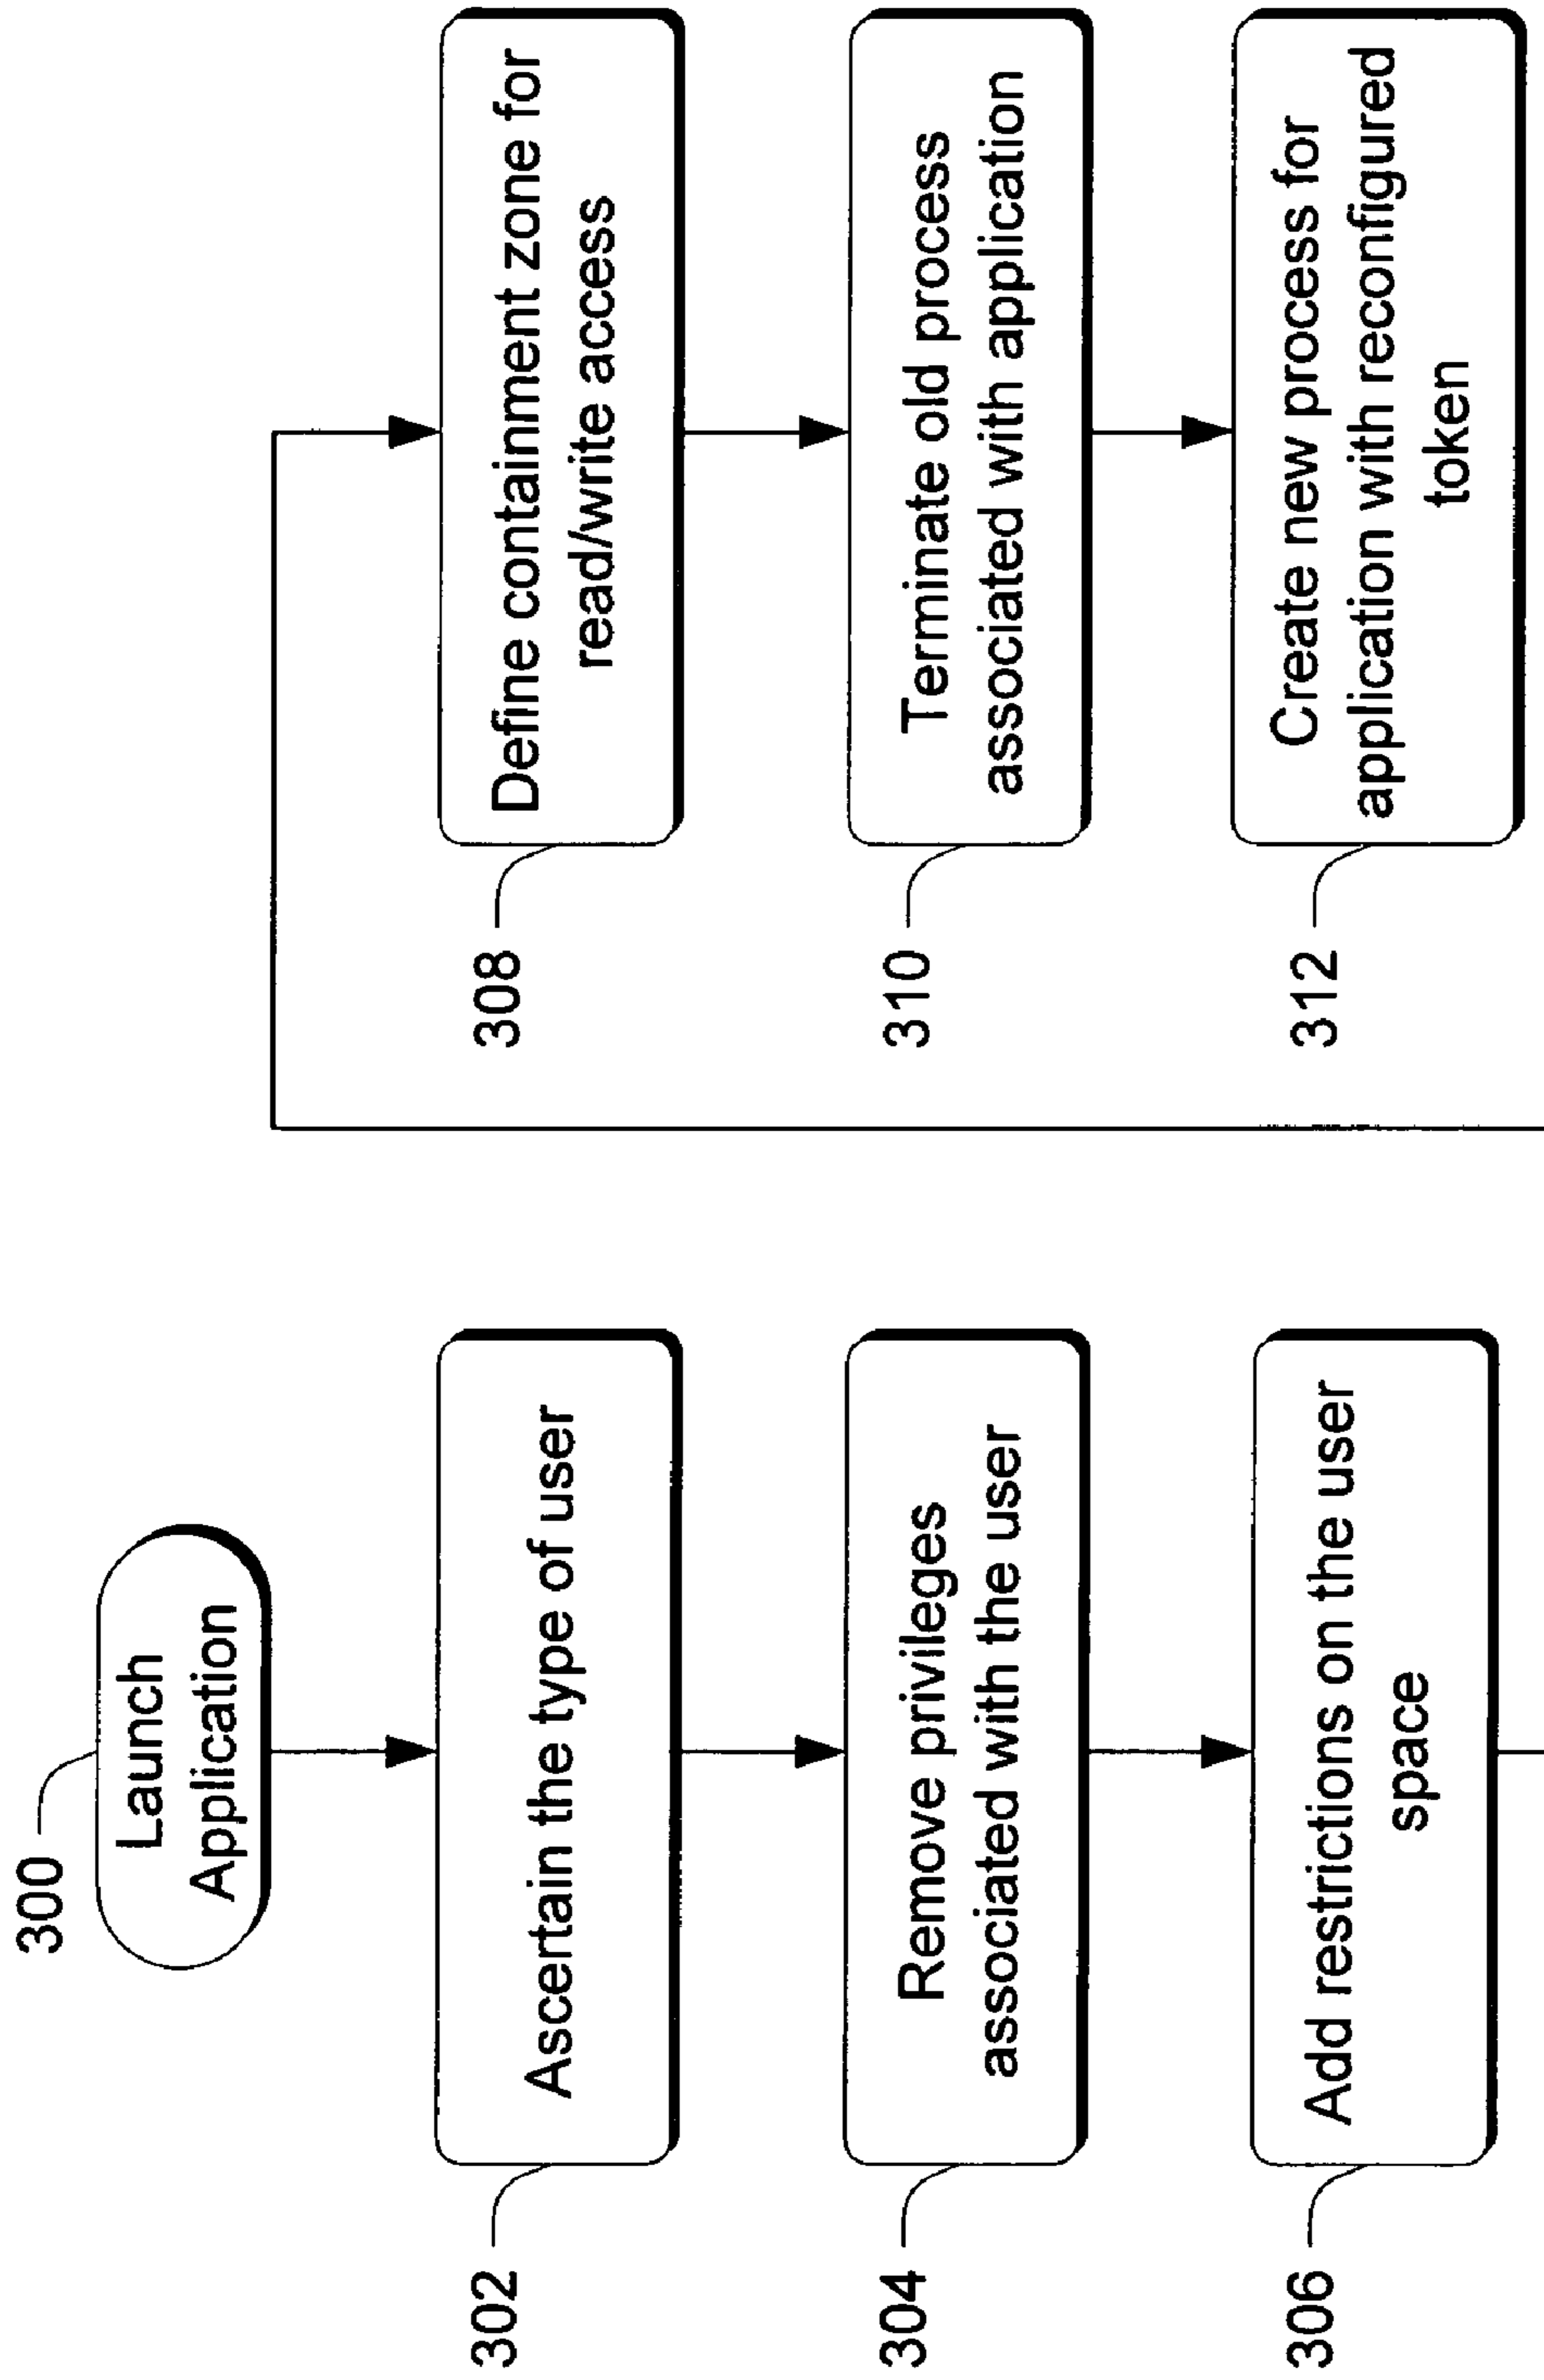 300
Launch
Application
302
Ascertain the type of user
304
Remove privileges
associated with the user
306
Add restrictions on the user
space
308
Define containment zone for
read/write access
310
Terminate old process
associated with application
312
Create new process for
application with reconfigured
token